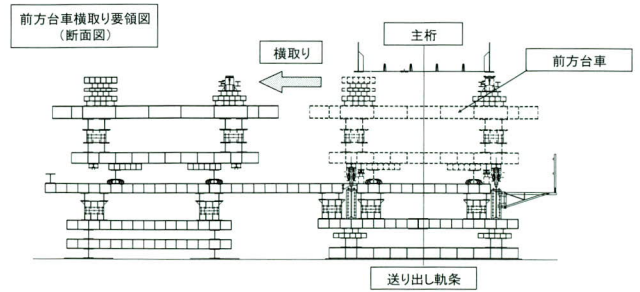 前方台車横取り要領図
(断面図)
主桁
横取り
前方台車
送り出し軌条